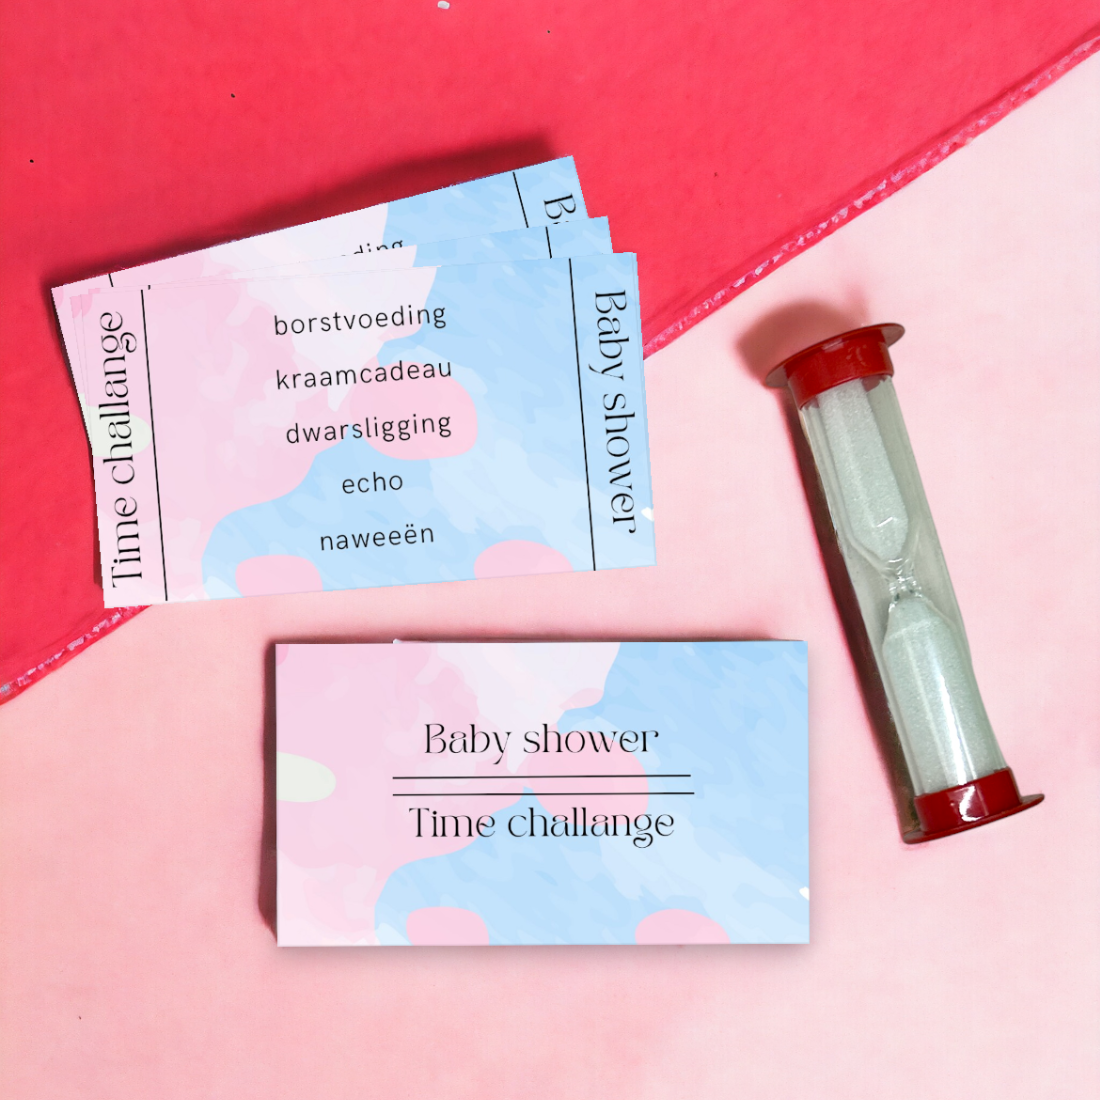 Time challange
borstvoeding
kraamcadeau
dwarsligging
echo
naweeën
Baby shower
Baby shower
Time challange